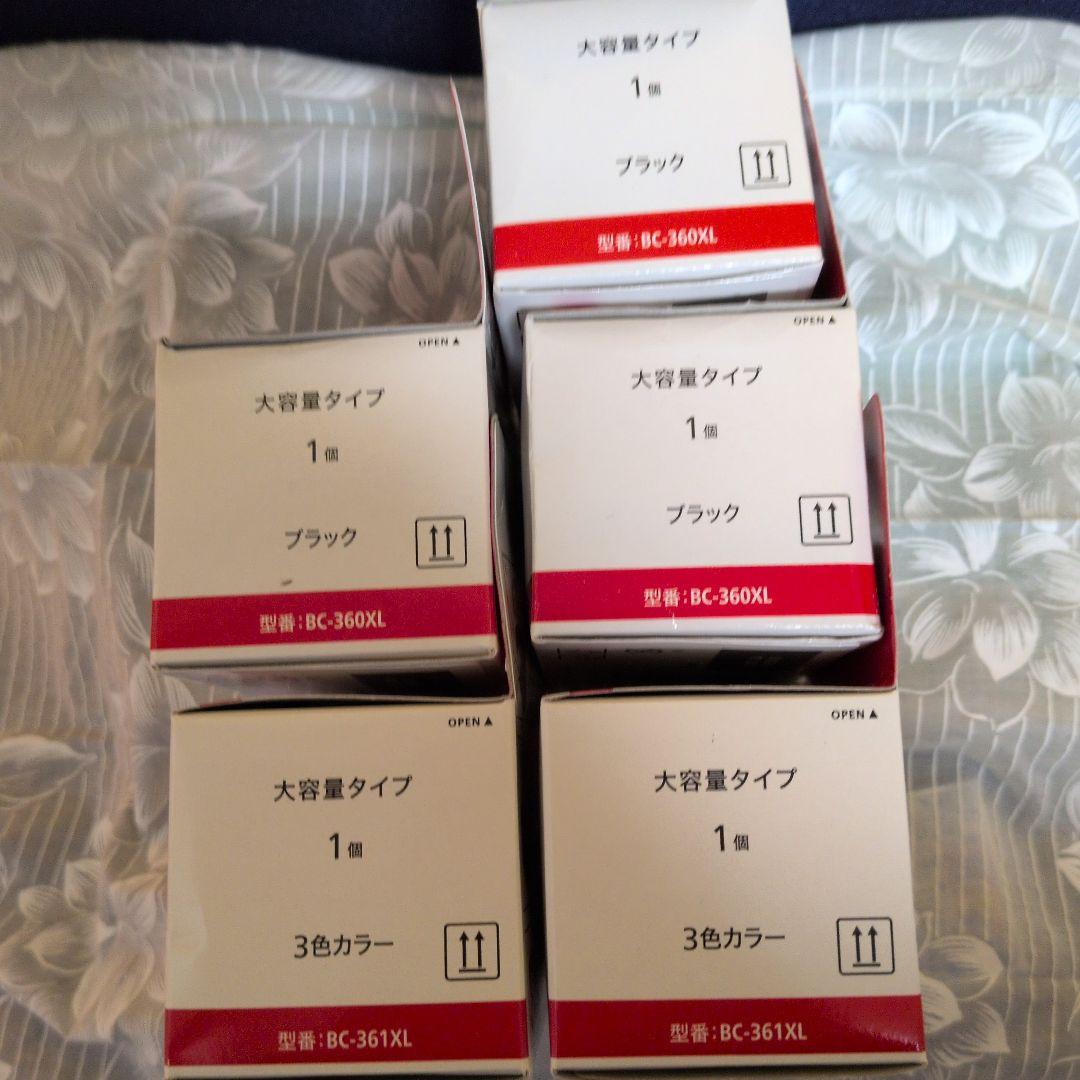 大容量タイプ
1個
ブラック
型番：BC-360XL
OPEN▲
大容量タイプ
1個
ブラック
型番：BC-360XL
OPEN▲
大容量タイプ
1個
ブラック
型番：BC-360XL
OPEN▲
大容量タイプ
1個
3色カラー
型番：BC-361XL
OPEN▲
大容量タイプ
1個
3色カラー
型番：BC-361XL